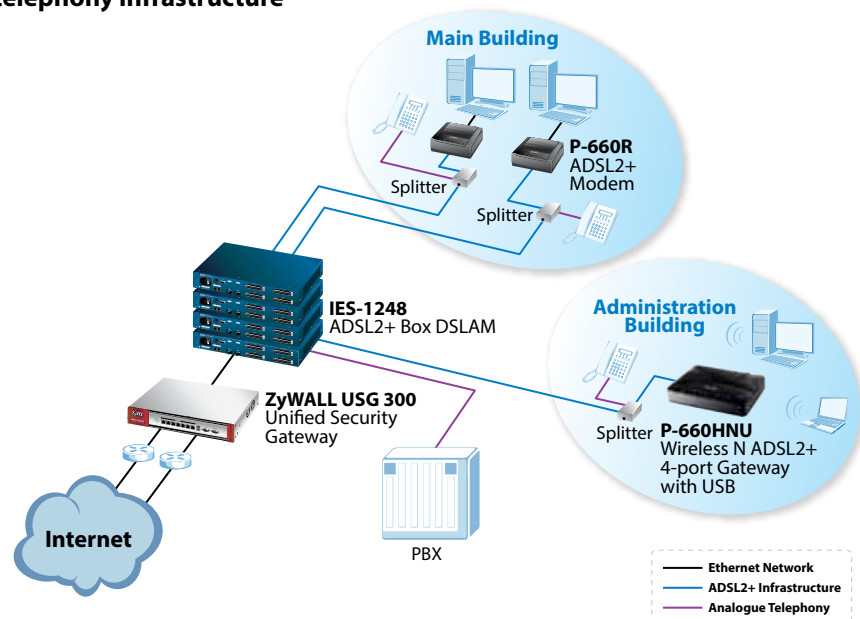 telephony infrastructure
Main Building
P-660R
ADSL2+
Modem
Splitter
Splitter
IES-1248
ADSL2+ Box DSLAM
Administration
Building
ZyWALL USG 300
Unified Security
Gateway
Splitter
P-660HNU
Wireless N ADSL2+
4-port Gateway
with USB
Internet
PBX
Ethernet Network
ADSL2+ Infrastructure
Analogue Telephony